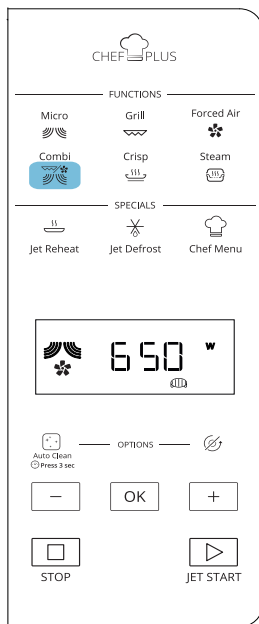 CHEF PLUS
FUNCTIONS
Micro Grill Forced Air
Combi Crisp Steam
SPECIALS
Jet Reheat Jet Defrost Chef Menu
650 W
OPTIONS
Auto Clean
Press 3 sec
− OK +
STOP JET START